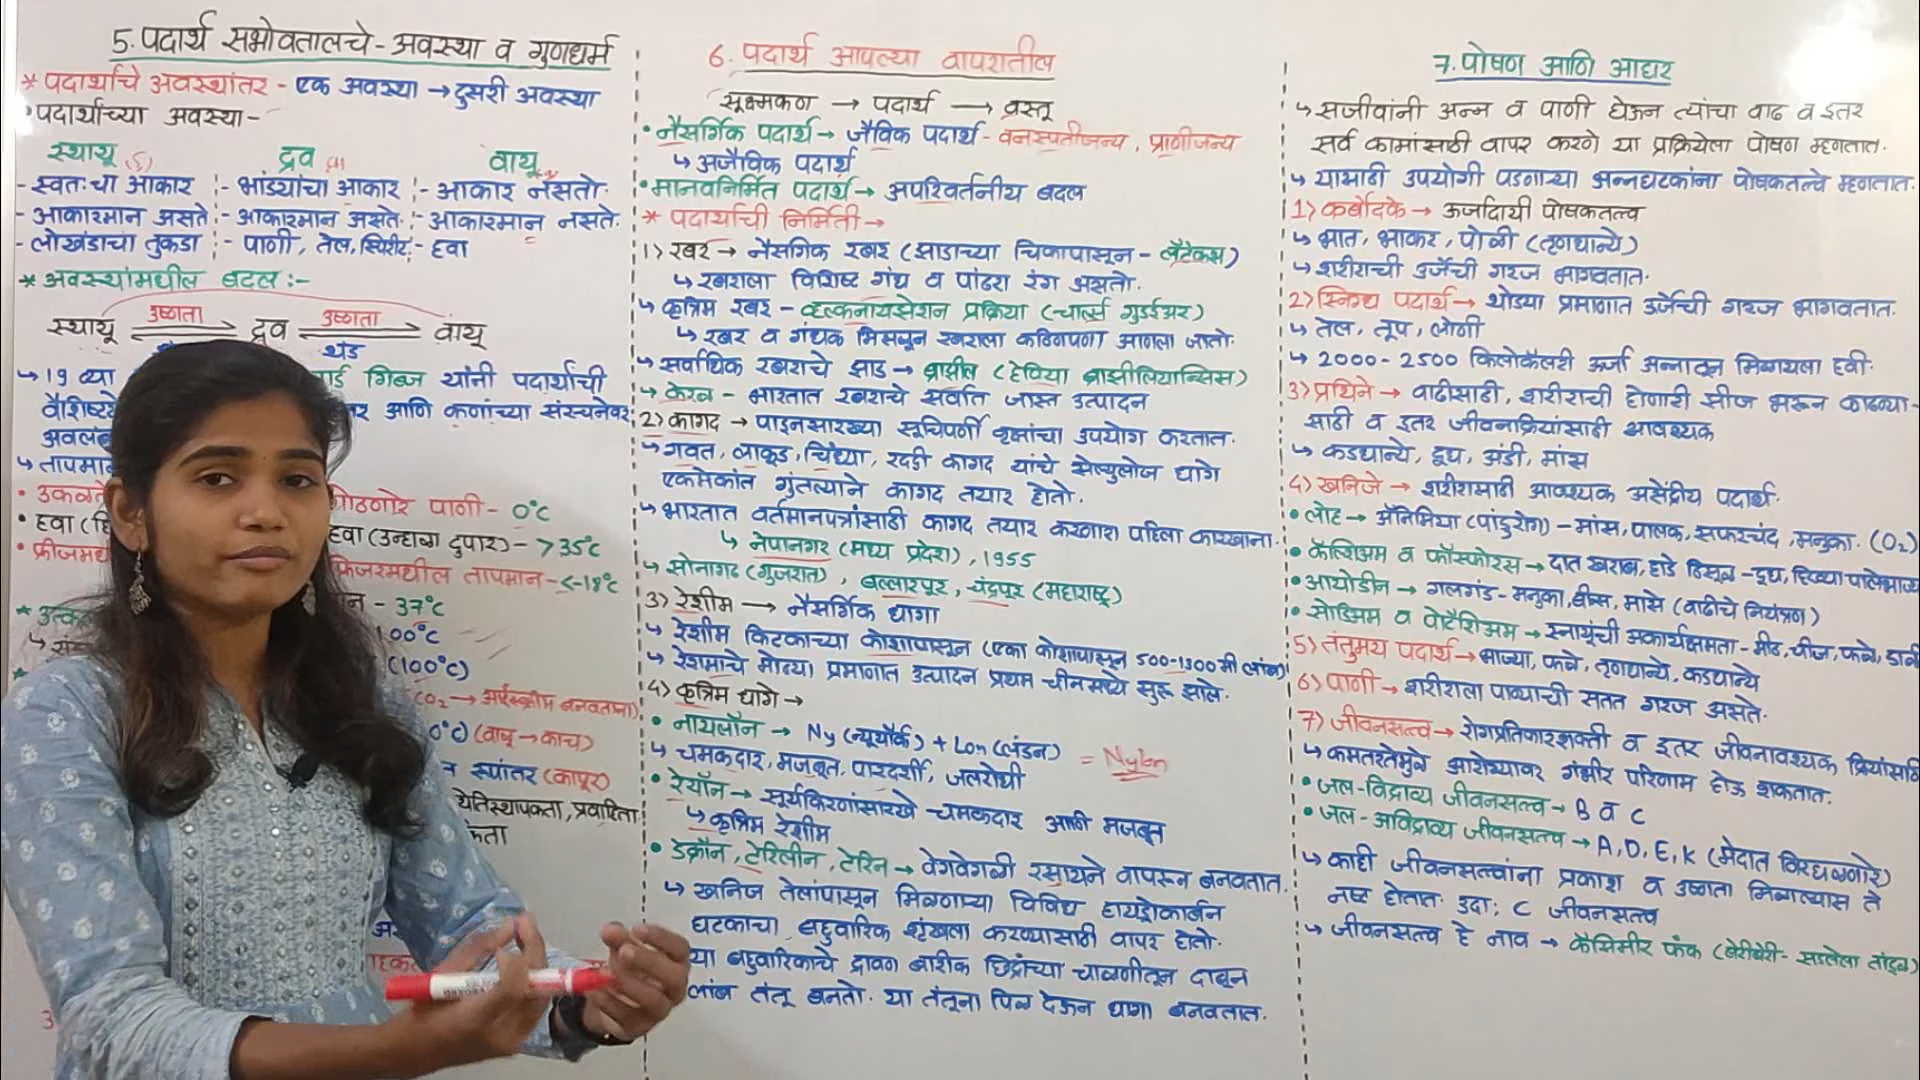 5. पदार्थ सभोवतालचे - अवस्था व गुणधर्म
* पदार्थाचे अवस्थांतर - एक अवस्था → दुसरी अवस्था
• पदार्थाच्या अवस्था -
स्थायू (S) द्रव वायू
- स्वतःचा आकार - भांड्यांचा आकार - आकार नसतो.
- आकारमान असते - आकारमान असते. - आकारमान नसते.
- लोखंडाचा तुकडा - पाणी, तेल, स्पिरीट - हवा
* अवस्थांमधील बदल :-
स्थायू उष्णता द्रव उष्णता वायू
थंड
↳ 19 व्या गिब्ज यांनी पदार्थाची
आणि कणांच्या संरचनेवर
गोठणारे पाणी - 0°c
• हवा हवा (उन्हाळा दुपार) - >35°c
फ्रिजरमधील तापमान - <-18°c
- 37°c
100°c
(100°c)
→ आईस्क्रीम बनवताना)
0°c) (वाळू → काच)
रूपांतर (कापूर)
स्थितिस्थापकता, प्रवाहिता
6. पदार्थ आपल्या वापरातील
सूक्ष्मकण → पदार्थ → वस्तू
• नैसर्गिक पदार्थ → जैविक पदार्थ - वनस्पतीजन्य, प्राणीजन्य
↳ अजैविक पदार्थ
• मानवनिर्मित पदार्थ → अपरिवर्तनीय बदल
* पदार्थाची निर्मिती →
1) रबर → नैसर्गिक रबर (झाडाच्या चिकापासून - लॅटेक्स)
↳ रबराला विशिष्ट गंध व पांढरा रंग असतो.
↳ कृत्रिम रबर - व्हल्कनायझेशन प्रक्रिया (चार्ल्स गुडईअर)
↳ रबर व गंधक मिसळून रबराला कठिणपणा आणला जातो.
↳ सर्वाधिक रबराचे झाड → ब्राझील (हेविया ब्राझीलियान्सिस)
↳ केरळ - भारतात रबराचे सर्वात जास्त उत्पादन
2) कागद → पाइनसारख्या सूचिपर्णी वृक्षांचा उपयोग करतात.
↳ गवत, लाकूड, चिंध्या, रद्दी कागद यांचे सेल्युलोज धागे
एकमेकांत गुंतल्याने कागद तयार होतो.
↳ भारतात वर्तमानपत्रांसाठी कागद तयार करणारा पहिला कारखाना
↳ नेपानगर (मध्य प्रदेश), 1955
↳ सोनागढ (गुजरात), बल्लारपूर, चंद्रपूर (महाराष्ट्र)
3) रेशीम → नैसर्गिक धागा
↳ रेशीम किटकाच्या कोशापासून (एका कोशापासून 500-1300 मी लांब)
↳ रेशमाचे मोठ्या प्रमाणात उत्पादन प्रथम चीनमध्ये सुरू झाले.
4) कृत्रिम धागे →
• नायलॉन → Ny (न्यूयॉर्क) + Lon (लंडन) = Nylon
↳ चमकदार, मजबूत, पारदर्शी, जलरोधी
• रेयॉन → सूर्यकिरणांसारखे चमकदार आणि मजबूत
↳ कृत्रिम रेशीम
• डेक्रॉन, टेरिलीन, टेरिन → वेगवेगळी रसायने वापरून बनवतात.
↳ खनिज तेलांपासून मिळणाऱ्या विविध हायड्रोकार्बन
घटकाचा बहुवारिक शृंखला करण्यासाठी वापर होतो.
या बहुवारिकाचे द्रावण बारीक छिद्रांच्या चाळणीतून दाबून
लांब तंतू बनतो. या तंतूना पिळ देऊन धागा बनवतात.
7. पोषण आणि आहार
↳ सजीवांनी अन्न व पाणी घेऊन त्यांचा वाढ व इतर
सर्व कामांसाठी वापर करणे या प्रक्रियेला पोषण म्हणतात.
↳ यासाठी उपयोगी पडणाऱ्या अन्नघटकांना पोषकतत्वे म्हणतात.
1) कर्बोदके → ऊर्जादायी पोषकतत्व
↳ भात, भाकर, पोळी (तृणधान्ये)
↳ शरीराची उर्जेची गरज भागवतात.
2) स्निग्ध पदार्थ → थोड्या प्रमाणात उर्जेची गरज भागवतात.
↳ तेल, तूप, लोणी
↳ 2000-2500 किलोकॅलरी ऊर्जा अन्नातून मिळायला हवी.
3) प्रथिने → वाढीसाठी, शरीराची होणारी झीज भरून काढण्या-
साठी व इतर जीवनक्रियांसाठी आवश्यक
↳ कडधान्ये, दूध, अंडी, मांस
4) खनिजे → शरीरासाठी आवश्यक असेंद्रीय पदार्थ.
• लोह → ॲनिमिया (पांडुरोग) - मांस, पालक, सफरचंद, मनुका. (O₂)
• कॅल्शिअम व फॉस्फोरस → दात खराब, हाडे ठिसूळ - दूध, हिरव्या पालेभाज्या
• आयोडीन → गलगंड - मनुका, बीन्स, मासे (वाढीचे नियंत्रण)
• सोडिअम व पोटॅशिअम → स्नायूंची अकार्यक्षमता - मीठ, चीज, फळे, डाळी
5) तंतुमय पदार्थ → भाज्या, फळे, तृणधान्ये, कडधान्ये
6) पाणी → शरीराला पाण्याची सतत गरज असते.
7) जीवनसत्व → रोगप्रतिकारशक्ती व इतर जीवनावश्यक क्रियांसाठी
↳ कमतरतेमुळे आरोग्यावर गंभीर परिणाम होऊ शकतात.
• जल-विद्राव्य जीवनसत्व → B व C
• जल-अविद्राव्य जीवनसत्त्व → A, D, E, K (मेदात विरघळणारे)
↳ काही जीवनसत्वांना प्रकाश व उष्णता मिळाल्यास ते
नष्ट होतात. उदा; C जीवनसत्व
↳ जीवनसत्व हे नाव → कॅसिमीर फंक (बेरीबेरी - सडलेला तांदूळ)